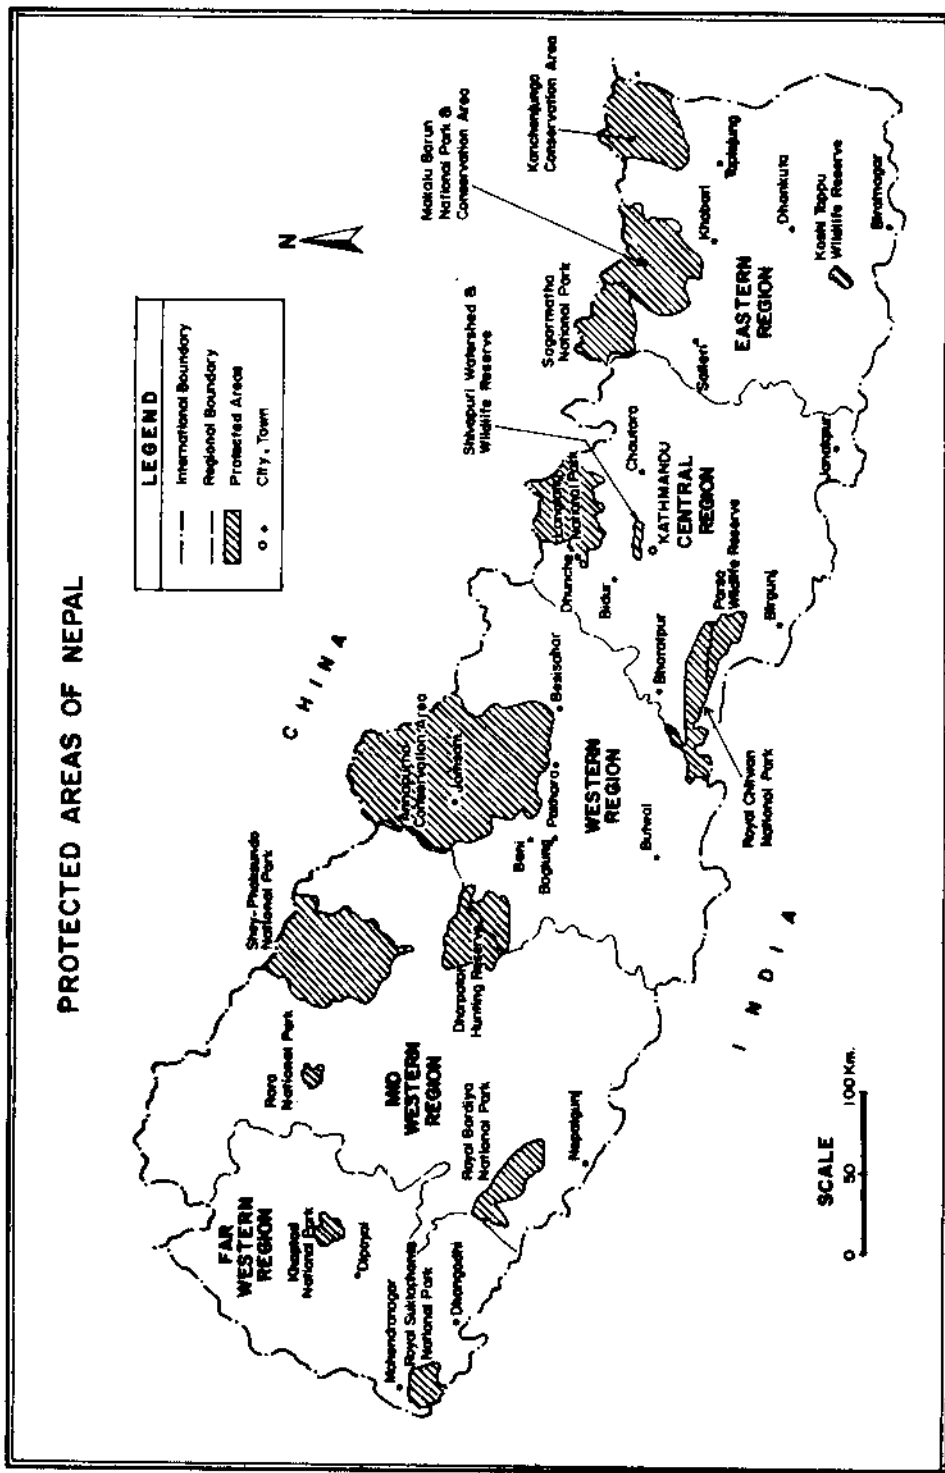 PROTECTED AREAS OF NEPAL
LEGEND
International Boundary
Regional Boundary
Protected Areas
City, Town
N
CHINA
INDIA
FAR
WESTERN
REGION
Khaptad
National Park
Dipayal
Mahendranagar
Royal Suklaphanta
National Park
Dhangadhi
Rara
National Park
MID
WESTERN
REGION
Royal Bardiya
National Park
Nepalgunj
Shey-Phoksundo
National Park
Dharpatan
Hunting Reserve
Annapurna
Conservation Area
Jomsom
Beni
Baglung
Pokhara
Besisahar
WESTERN
REGION
Butwal
Royal Chitwan
National Park
Bharatpur
Parsa
Wildlife Reserve
Birgunj
Langtang
National Park
Dhunche
Bidur
Shivapuri Watershed &
Wildlife Reserve
Chautara
KATHMANDU
CENTRAL
REGION
Janakpur
Sagarmatha
National Park
Makalu Barun
National Park &
Conservation Area
Kanchenjunga
Conservation Area
Salleri
Khabari
Taplejung
EASTERN
REGION
Dhankuta
Koshi Tappu
Wildlife Reserve
Biratnagar
SCALE
0 50 100 Km.